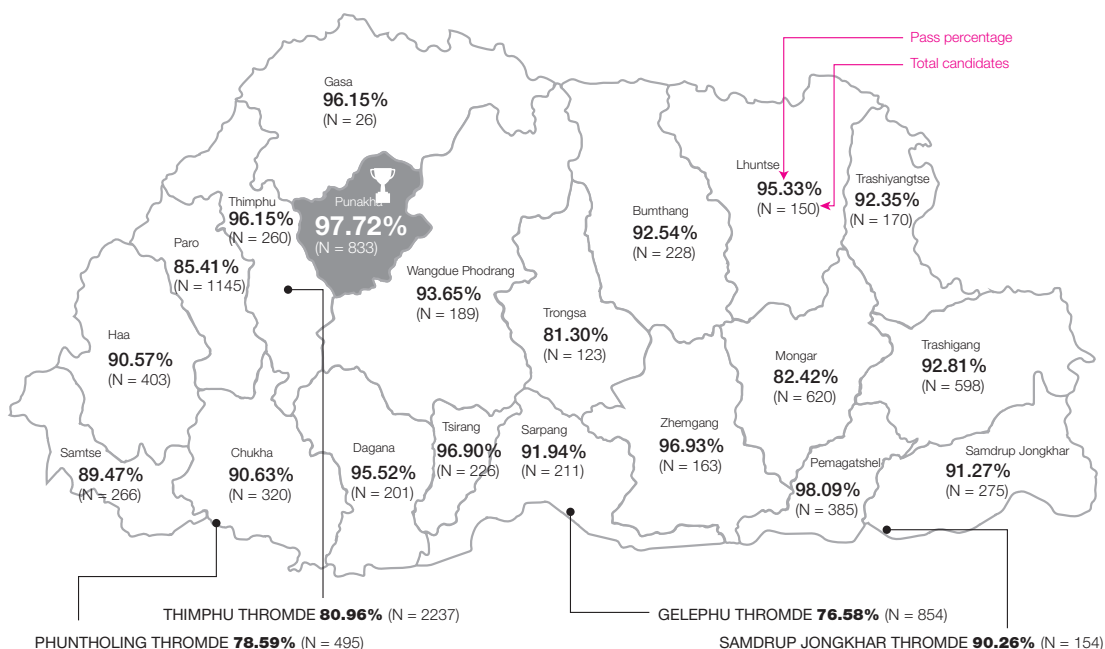 Pass percentage
Total candidates
Gasa
96.15%
(N = 26)
Lhuntse
95.33%
(N = 150)
Trashiyangtse
92.35%
(N = 170)
Thimphu
96.15%
(N = 260)
Punakha
97.72%
(N = 833)
Bumthang
92.54%
(N = 228)
Paro
85.41%
(N = 1145)
Wangdue Phodrang
93.65%
(N = 189)
Trongsa
81.30%
(N = 123)
Haa
90.57%
(N = 403)
Mongar
82.42%
(N = 620)
Trashigang
92.81%
(N = 598)
Samtse
89.47%
(N = 266)
Chukha
90.63%
(N = 320)
Dagana
95.52%
(N = 201)
Tsirang
96.90%
(N = 226)
Sarpang
91.94%
(N = 211)
Zhemgang
96.93%
(N = 163)
Pemagatshel
98.09%
(N = 385)
Samdrup Jongkhar
91.27%
(N = 275)
THIMPHU THROMDE 80.96% (N = 2237)
GELEPHU THROMDE 76.58% (N = 854)
PHUNTHOLING THROMDE 78.59% (N = 495)
SAMDRUP JONGKHAR THROMDE 90.26% (N = 154)